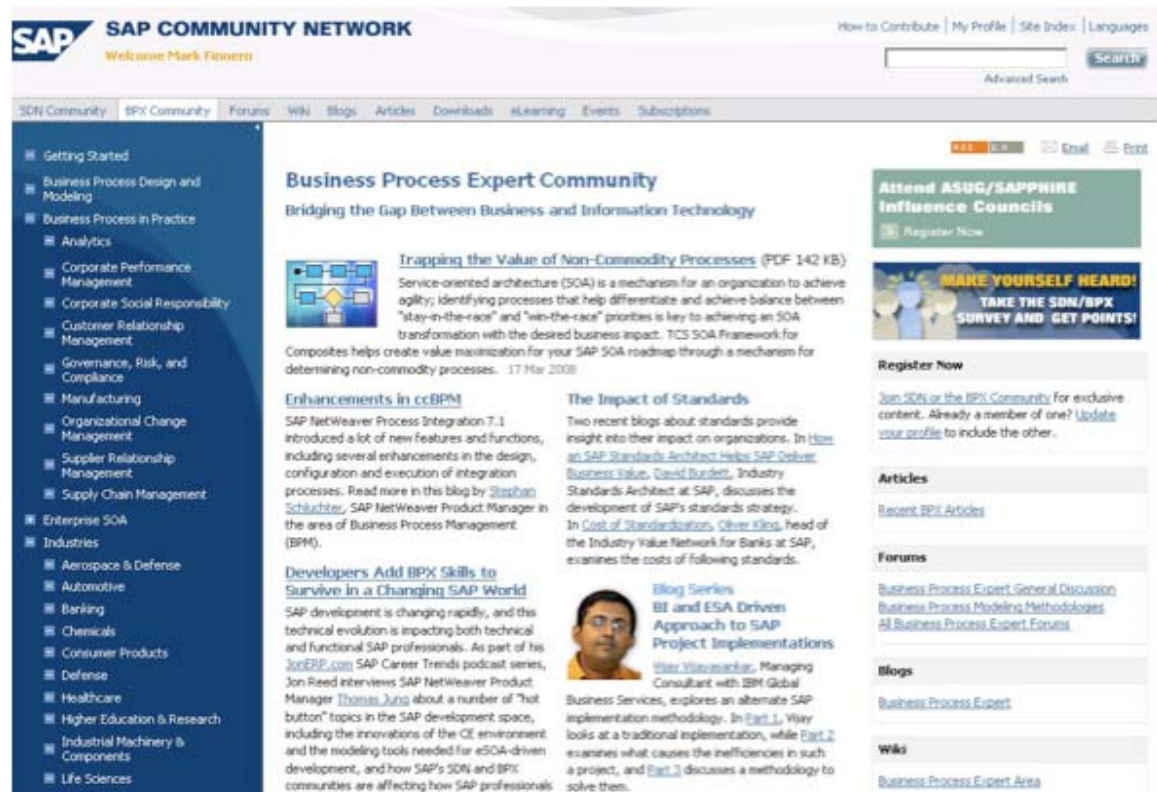 SAP
SAP COMMUNITY NETWORK
Welcome Mark Finnern
How to Contribute | My Profile | Site Index | Languages
Search
Advanced Search
SDN Community BPX Community Forums Wiki Blogs Articles Downloads eLearning Events Subscriptions
Getting Started
Business Process Design and
Modeling
Business Process in Practice
Analytics
Corporate Performance
Management
Corporate Social Responsibility
Customer Relationship
Management
Governance, Risk, and
Compliance
Manufacturing
Organizational Change
Management
Supplier Relationship
Management
Supply Chain Management
Enterprise SOA
Industries
Aerospace & Defense
Automotive
Banking
Chemicals
Consumer Products
Defense
Healthcare
Higher Education & Research
Industrial Machinery &
Components
Life Sciences
Business Process Expert Community
Bridging the Gap Between Business and Information Technology
Trapping the Value of Non-Commodity Processes (PDF 142 KB)
Service-oriented architecture (SOA) is a mechanism for an organization to achieve
agility; identifying processes that help differentiate and achieve balance between
"stay-in-the-race" and "win-the-race" priorities is key to achieving an SOA
transformation with the desired business impact. TCS SOA Framework for
Composites helps create value maximization for your SAP SOA roadmap through a mechanism for
determining non-commodity processes. 17 Mar 2008
Enhancements in ccBPM
SAP NetWeaver Process Integration 7.1
introduced a lot of new features and functions,
including several enhancements in the design,
configuration and execution of integration
processes. Read more in this blog by Stephan
Schluchter, SAP NetWeaver Product Manager in
the area of Business Process Management
(BPM).
Developers Add BPX Skills to
Survive in a Changing SAP World
SAP development is changing rapidly, and this
technical evolution is impacting both technical
and functional SAP professionals. As part of his
JonERP.com SAP Career Trends podcast series,
Jon Reed interviews SAP NetWeaver Product
Manager Thomas Jung about a number of "hot
button" topics in the SAP development space,
including the innovations of the CE environment
and the modeling tools needed for eSOA-driven
development, and how SAP's SDN and BPX
communities are affecting how SAP professionals
The Impact of Standards
Two recent blogs about standards provide
insight into their impact on organizations. In How
an SAP Standards Architect Helps SAP Deliver
Business Value, David Burdett, Industry
Standards Architect at SAP, discusses the
development of SAP's standards strategy.
In Cost of Standardization, Oliver Kling, head of
the Industry Value Network for Banks at SAP,
examines the costs of following standards.
Blog Series
BI and ESA Driven
Approach to SAP
Project Implementations
Vijay Vijayasankar, Managing
Consultant with IBM Global
Business Services, explores an alternate SAP
implementation methodology. In Part 1, Vijay
looks at a traditional implementation, while Part 2
examines what causes the inefficiencies in such
a project, and Part 3 discusses a methodology to
solve them.
Email Print
Attend ASUG/SAPPHIRE
Influence Councils
Register Now
MAKE YOURSELF HEARD!
TAKE THE SDN/BPX
SURVEY AND GET POINTS!
Register Now
Join SDN or the BPX Community for exclusive
content. Already a member of one? Update
your profile to include the other.
Articles
Recent BPX Articles
Forums
Business Process Expert General Discussion
Business Process Modeling Methodologies
All Business Process Expert Forums
Blogs
Business Process Expert
Wiki
Business Process Expert Area